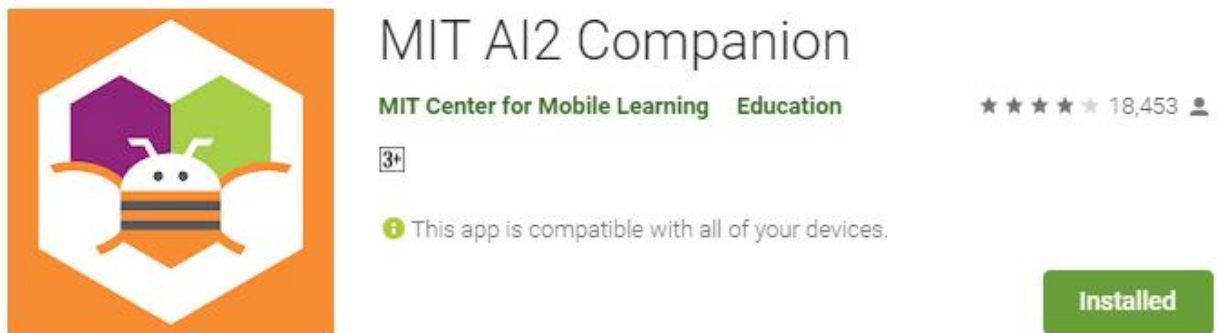 MIT AI2 Companion
MIT Center for Mobile Learning Education 18,453
3+
This app is compatible with all of your devices.
Installed